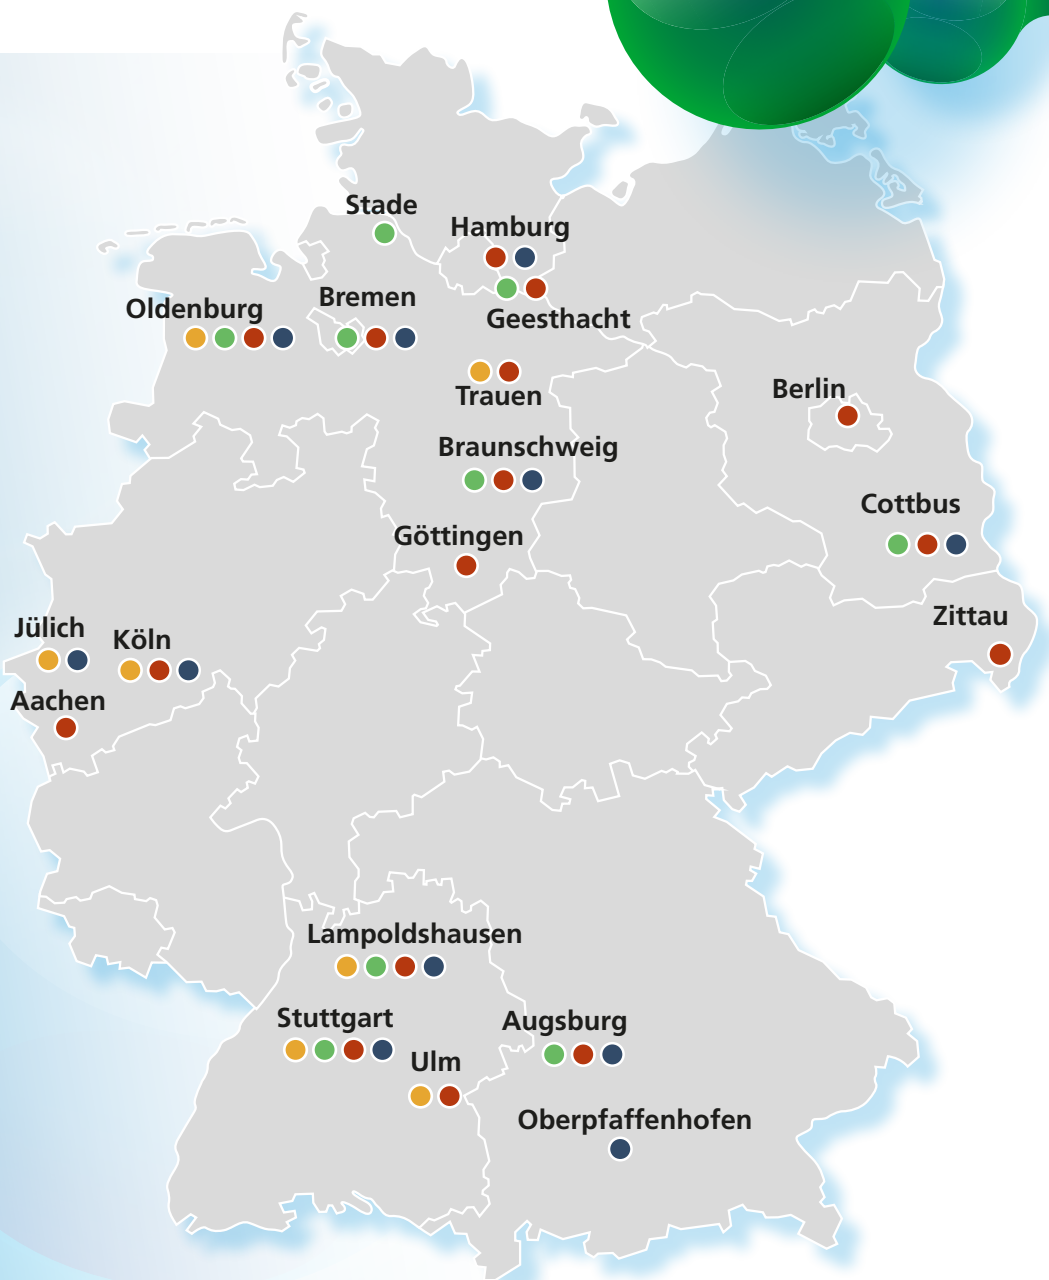 Stade
Hamburg
Bremen
Oldenburg
Geesthacht
Berlin
Trauen
Braunschweig
Cottbus
Göttingen
Zittau
Jülich
Köln
Aachen
Lampoldshausen
Stuttgart
Augsburg
Ulm
Oberpfaffenhofen